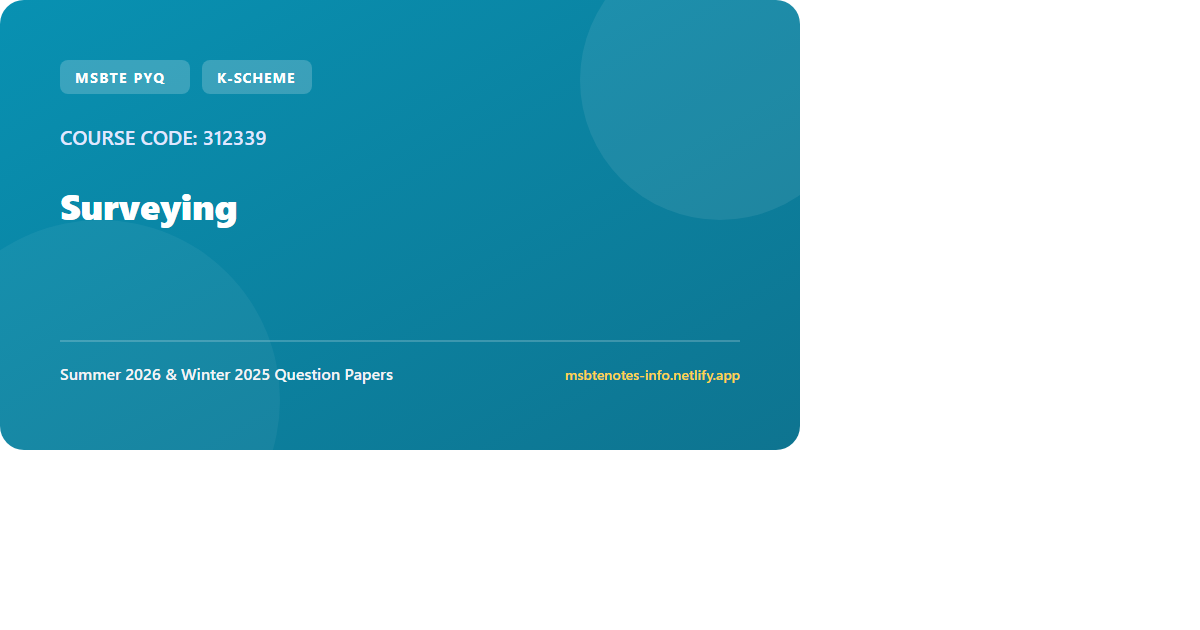 MSBTE PYQ K-SCHEME
COURSE CODE: 312339
Surveying
Summer 2026 & Winter 2025 Question Papers msbtenotes-info.netlify.app